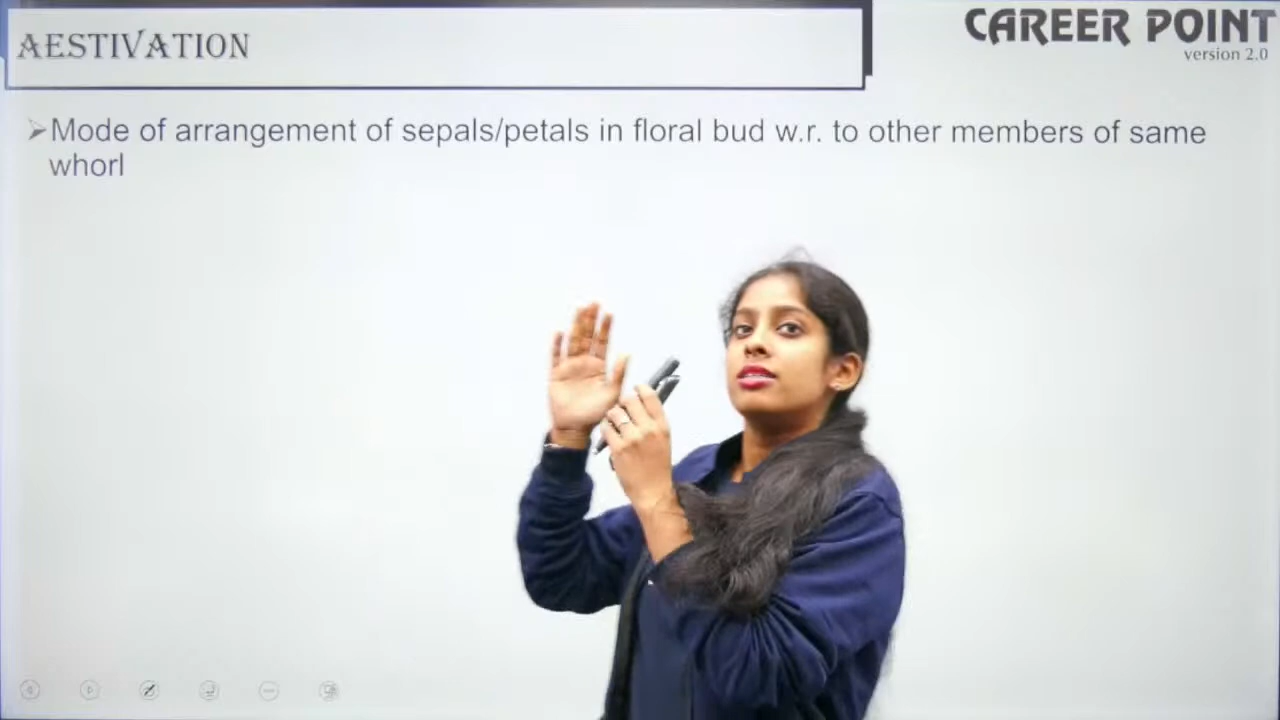 AESTIVATION
CAREER POINT
version 2.0
➢Mode of arrangement of sepals/petals in floral bud w.r. to other members of same
whorl